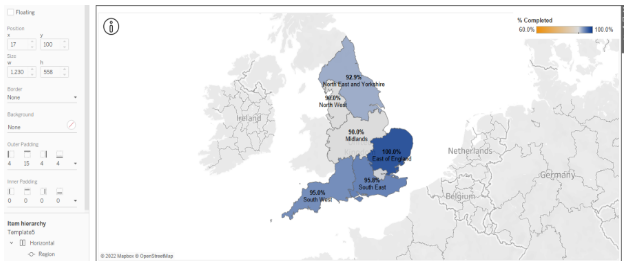 Floating
Position
x y
17 100
Size
w h
1,230 558
Border
None
Background
None
Outer Padding
4 15 4 4
Inner Padding
0 0 0 0
Item hierarchy
Template5
Horizontal
Region
% Completed
60.0% 100.0%
92.9%
North East and Yorkshire
90.0%
North West
Ireland
90.0%
Midlands
100.0%
East of England
95.0%
South East
95.0%
South West
Netherlands
Belgium
Germany
© 2022 Mapbox © OpenStreetMap